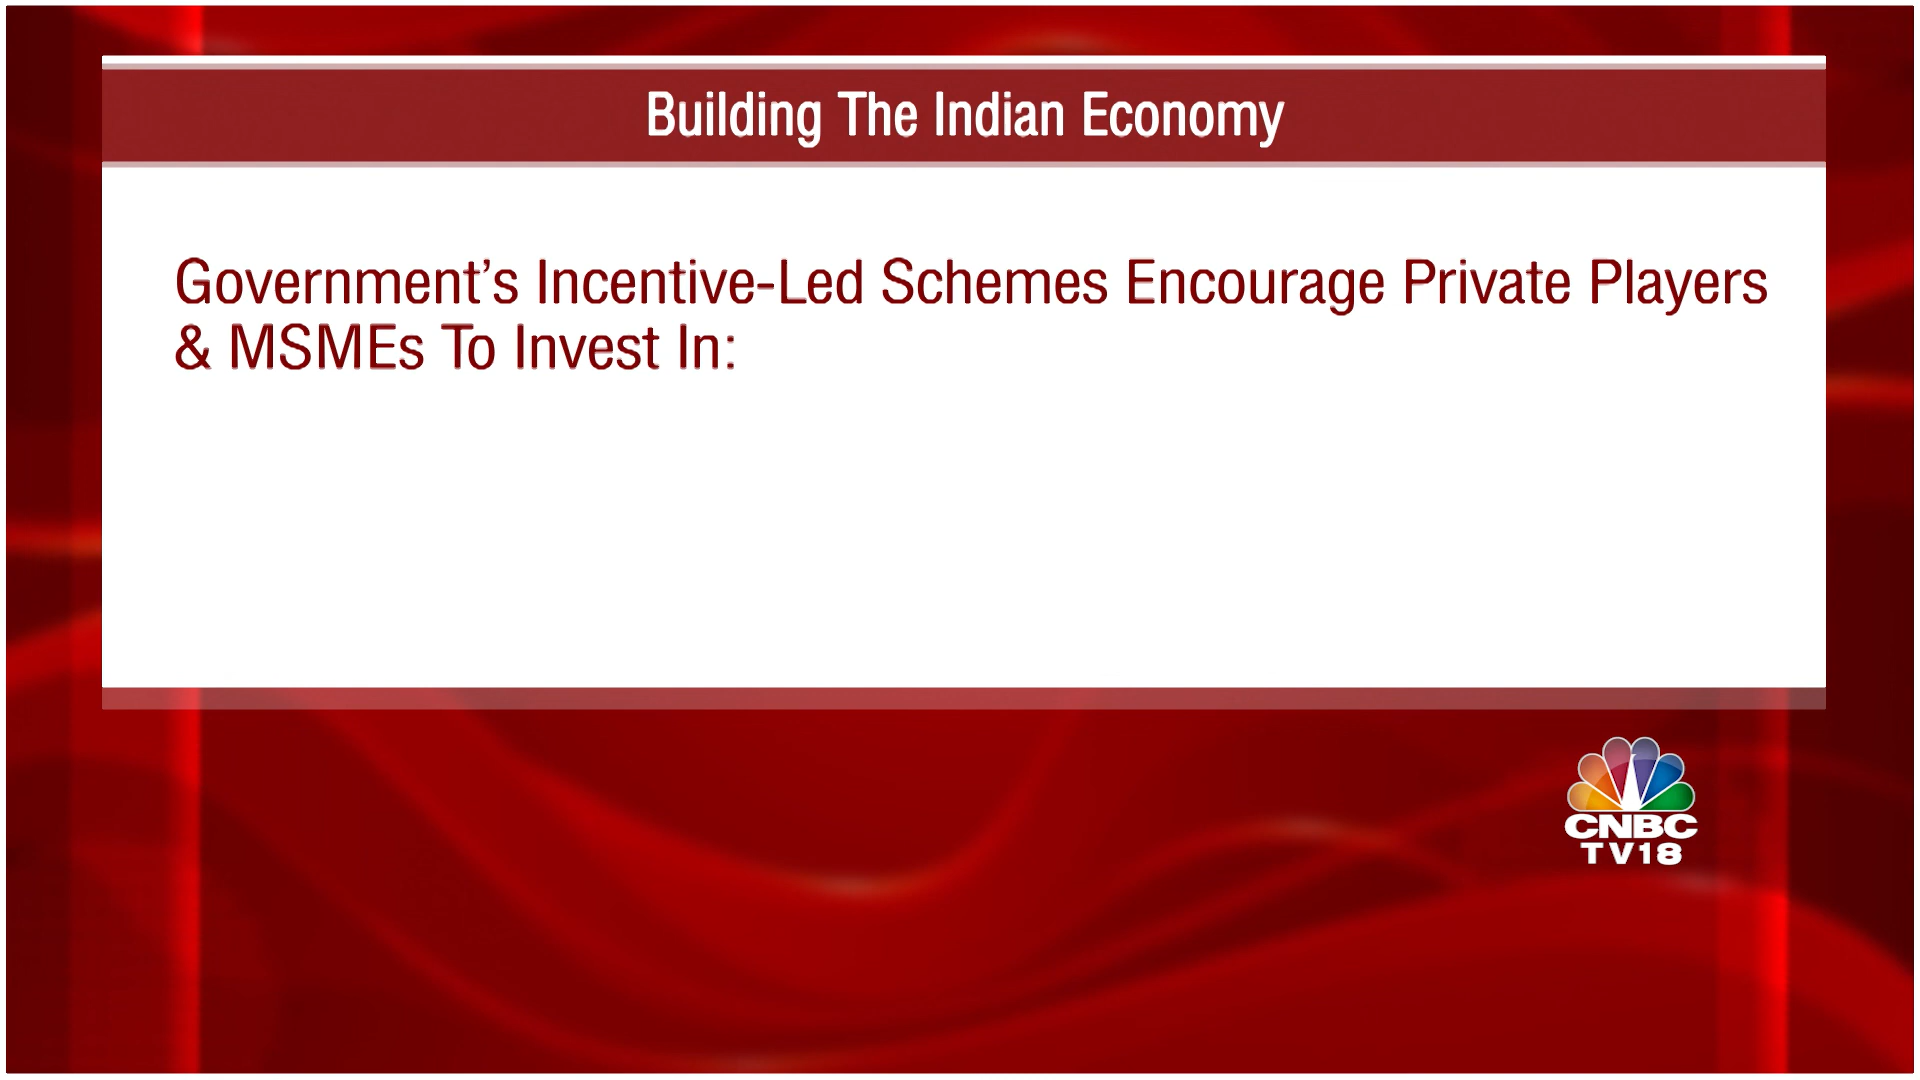 Building The Indian Economy
Government’s Incentive-Led Schemes Encourage Private Players
& MSMEs To Invest In:
CNBC
TV18